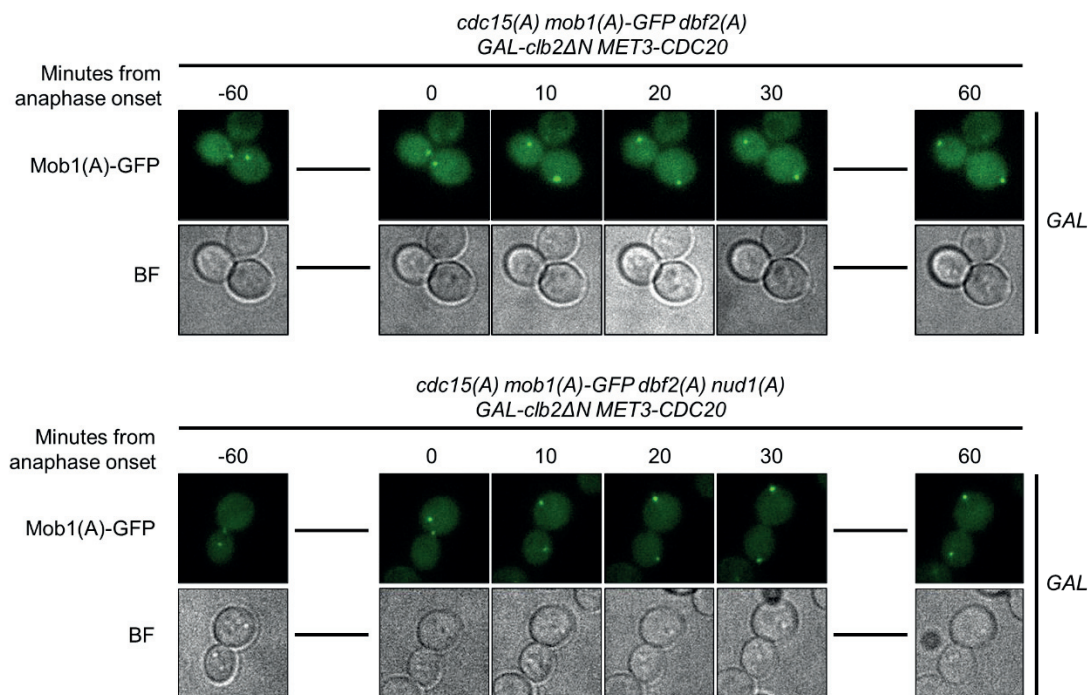 cdc15(A) mob1(A)-GFP dbf2(A)
GAL-clb2ΔN MET3-CDC20
Minutes from
anaphase onset
-60 0 10 20 30 60
Mob1(A)-GFP
BF
GAL
cdc15(A) mob1(A)-GFP dbf2(A) nud1(A)
GAL-clb2ΔN MET3-CDC20
Minutes from
anaphase onset
-60 0 10 20 30 60
Mob1(A)-GFP
BF
GAL